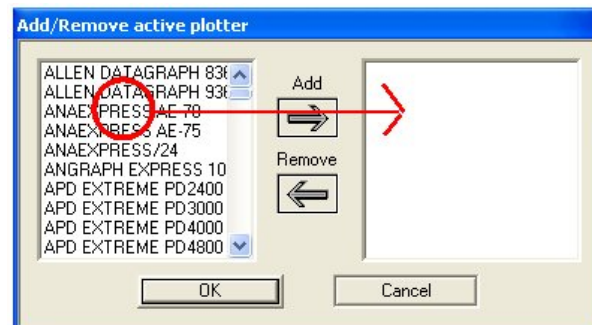 Add/Remove active plotter
ALLEN DATAGRAPH 83
ALLEN DATAGRAPH 936
ANAEXPRESS AE-70
ANAEXPRESS AE-75
ANAEXPRESS/24
ANGRAPH EXPRESS 10
APD EXTREME PD2400
APD EXTREME PD3000
APD EXTREME PD4000
APD EXTREME PD4800
Add
Remove
OK
Cancel